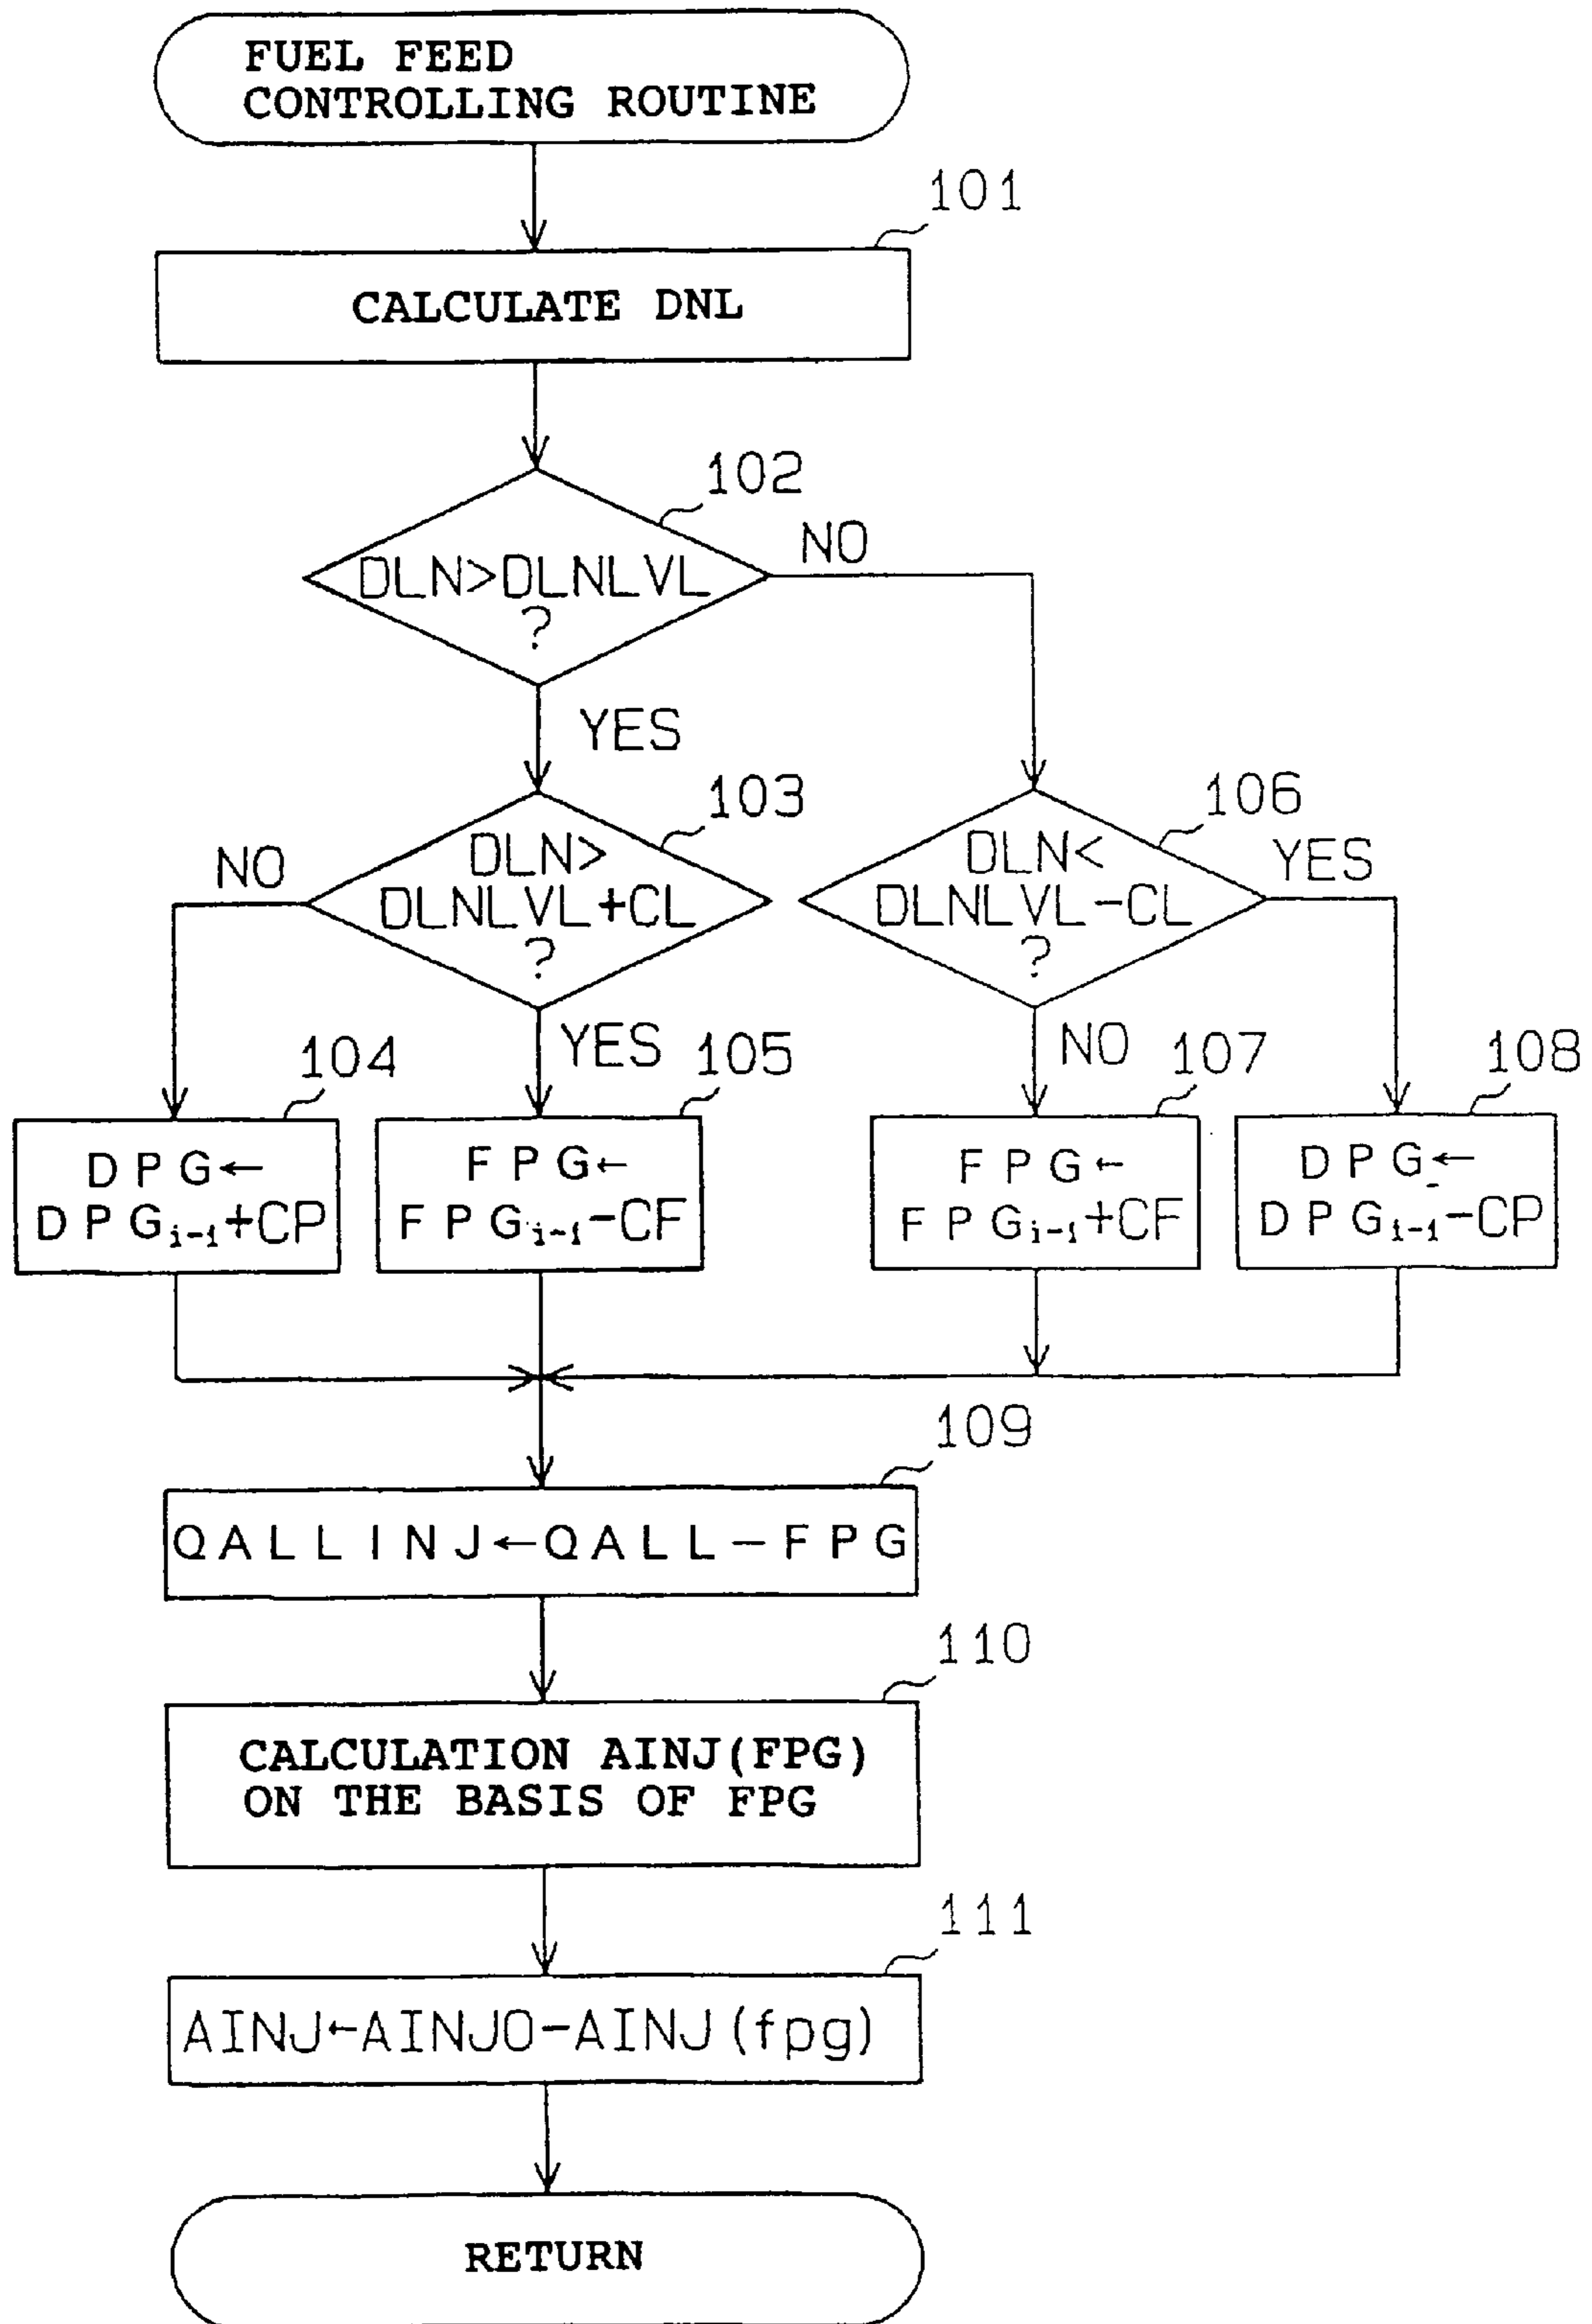 FUEL FEED
CONTROLLING ROUTINE
101
CALCULATE DNL
102
DLN>DLNLVL
?
NO
YES
103
DLN>
DLNLVL+CL
?
NO
YES
106
DLN<
DLNLVL-CL
?
YES
NO
104
DPG←
DPGi-1+CP
105
FPG←
FPGi-1-CF
107
FPG←
FPGi-1+CF
108
DPG←
DPGi-1-CP
109
QALLINJ←QALL-FPG
110
CALCULATION AINJ(FPG)
ON THE BASIS OF FPG
111
AINJ←AINJ0-AINJ(fpg)
RETURN